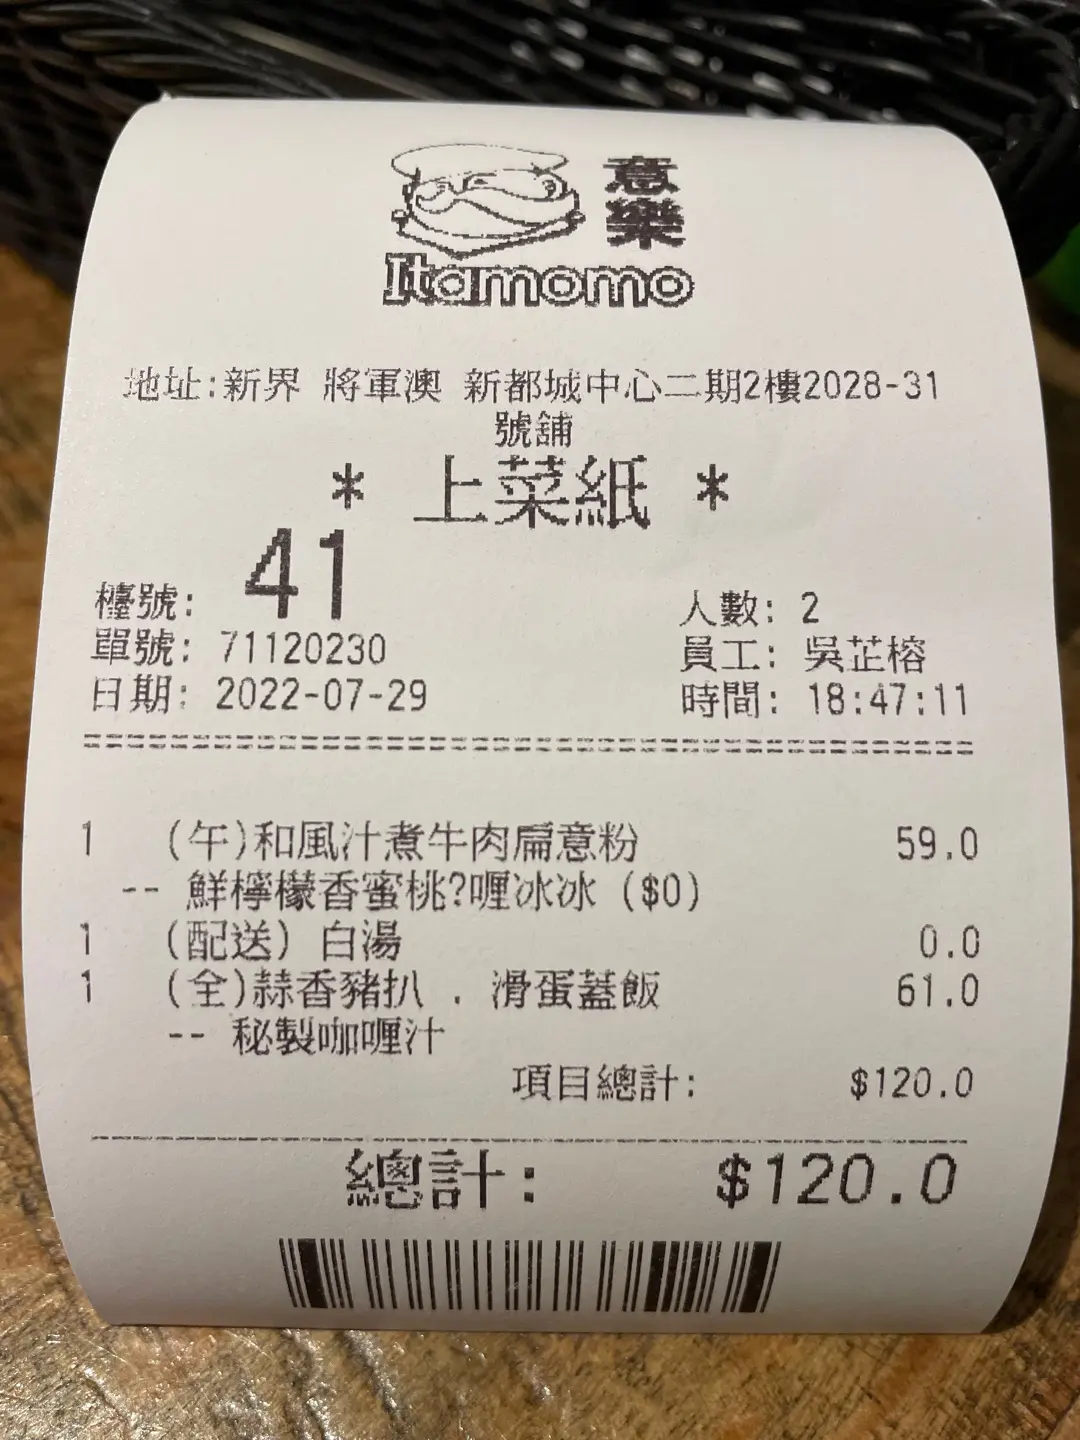 意樂
Itamomo
地址:新界 將軍澳 新都城中心二期2樓2028-31
號舖
* 上菜紙 *
檯號: 41
人數: 2
單號: 71120230
員工: 吳芷榕
日期: 2022-07-29
時間: 18:47:11
1 (午)和風汁煮牛肉扁意粉 59.0
-- 鮮檸檬香蜜桃?喱冰冰 ($0)
1 (配送) 白湯 0.0
1 (全)蒜香豬扒 . 滑蛋蓋飯 61.0
-- 秘製咖喱汁
項目總計: $120.0
總計: $120.0